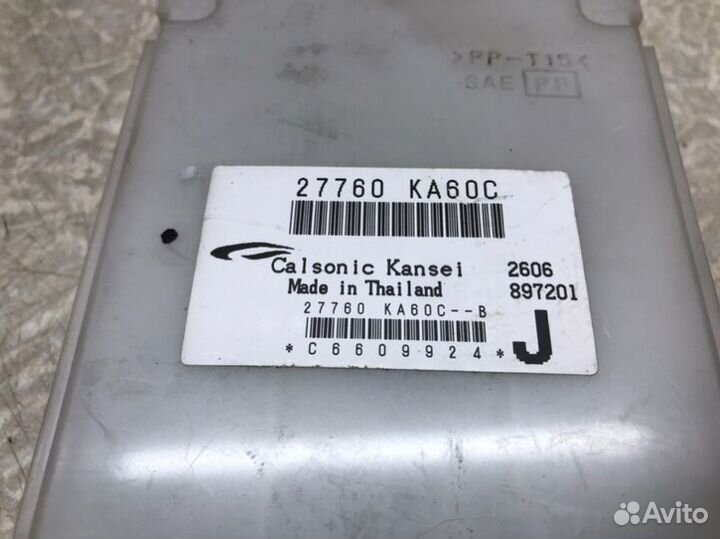 >PP-T15<
SAE PP
27760 KA60C
Calsonic Kansei 2606
Made in Thailand 897201
27760 KA60C--B
*C6609924* J
Avito